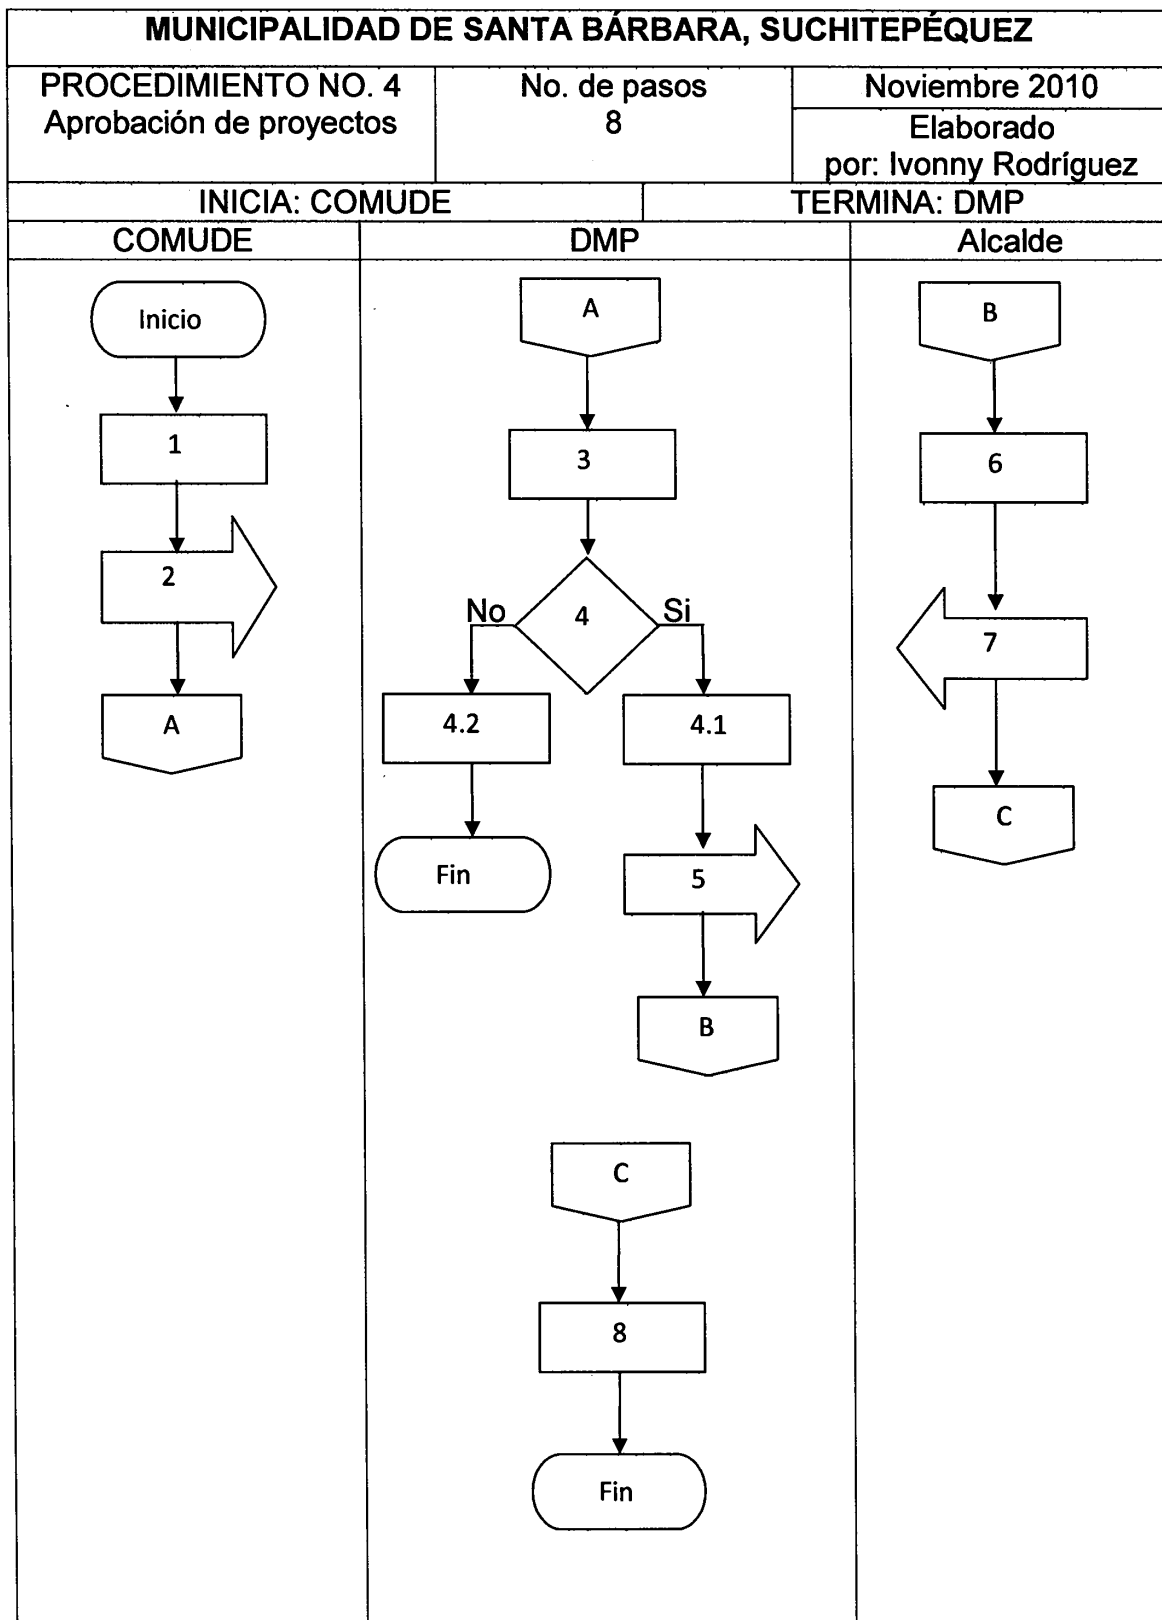 MUNICIPALIDAD DE SANTA BÁRBARA, SUCHITEPÉQUEZ
PROCEDIMIENTO NO. 4
Aprobación de proyectos
No. de pasos
8
Noviembre 2010
Elaborado
por: Ivonny Rodríguez
INICIA: COMUDE
TERMINA: DMP
COMUDE
DMP
Alcalde
Inicio
1
2
A
A
3
4
No
Si
4.2
4.1
Fin
5
B
C
8
Fin
B
6
7
C